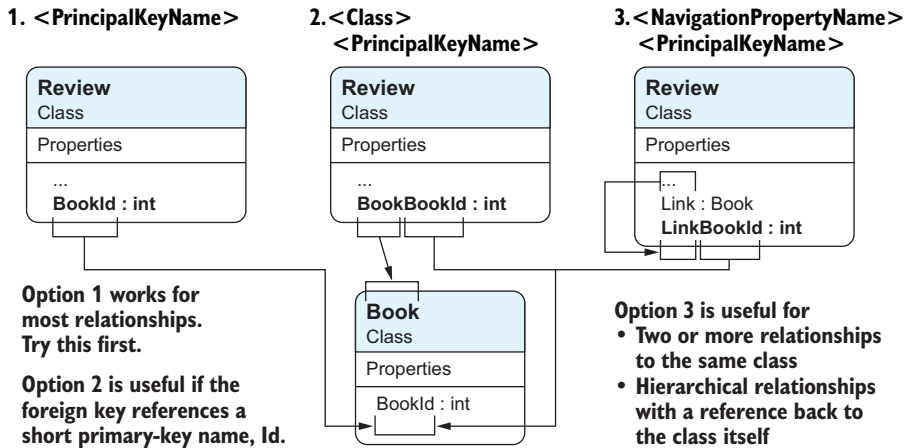 1. <PrincipalKeyName>
Review
Class
Properties
...
BookId : int
2.<Class>
<PrincipalKeyName>
Review
Class
Properties
...
BookBookId : int
3.<NavigationPropertyName>
<PrincipalKeyName>
Review
Class
Properties
...
Link : Book
LinkBookId : int
Option 1 works for
most relationships.
Try this first.
Option 2 is useful if the
foreign key references a
short primary-key name, Id.
Book
Class
Properties
BookId : int
Option 3 is useful for
• Two or more relationships
to the same class
• Hierarchical relationships
with a reference back to
the class itself